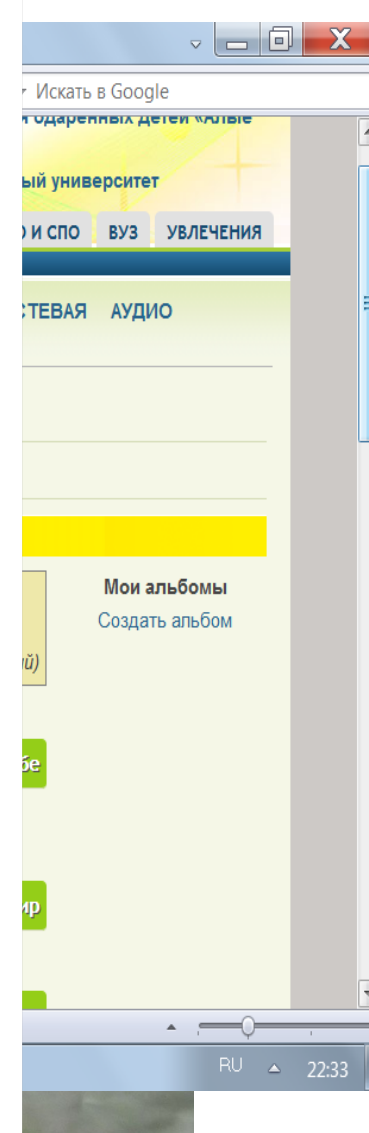 Искать в Google
и одаренных детей «Алые
ый университет
О И СПО ВУЗ УВЛЕЧЕНИЯ
СТЕВАЯ АУДИО
Мои альбомы
Создать альбом
ий)
бе
ир
RU 22:33